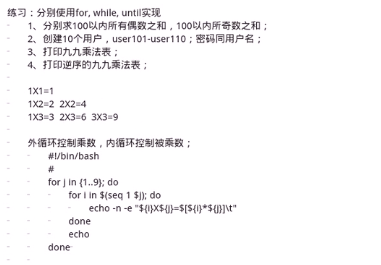 练习：分别使用for, while, until实现
1、分别求100以内所有偶数之和，100以内所奇数之和；
2、创建10个用户，user101-user110；密码同用户名；
3、打印九九乘法表；
4、打印逆序的九九乘法表；
1X1=1
1X2=2 2X2=4
1X3=3 2X3=6 3X3=9
外循环控制乘数，内循环控制被乘数；
#!/bin/bash
#
for j in {1..9}; do
for i in $(seq 1 $j); do
echo -n -e "${i}X${j}=$[${i}*${j}]\t"
done
echo
done